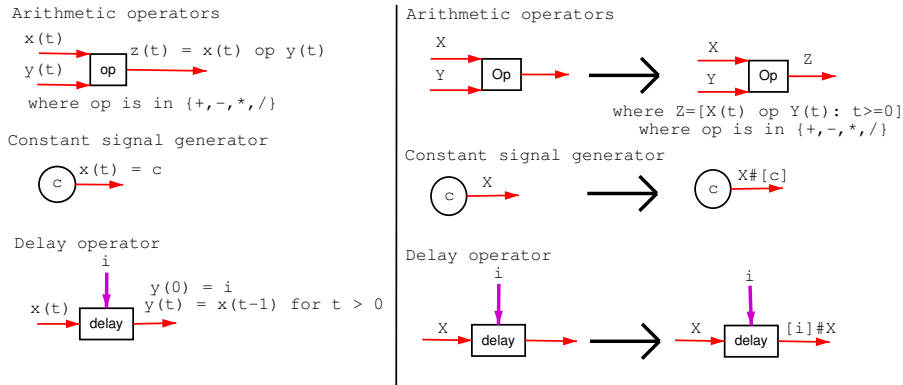 Arithmetic operators
x(t)
y(t)
op
z(t) = x(t) op y(t)
where op is in {+,-,*,/}
Constant signal generator
c
x(t) = c
Delay operator
i
x(t)
delay
y(0) = i
y(t) = x(t-1) for t > 0
Arithmetic operators
X
Y
Op
X
Y
Op
Z
where Z=[X(t) op Y(t): t>=0]
where op is in {+,-,*,/}
Constant signal generator
c
X
c
X#[c]
Delay operator
i
X
delay
i
X
delay
[i]#X